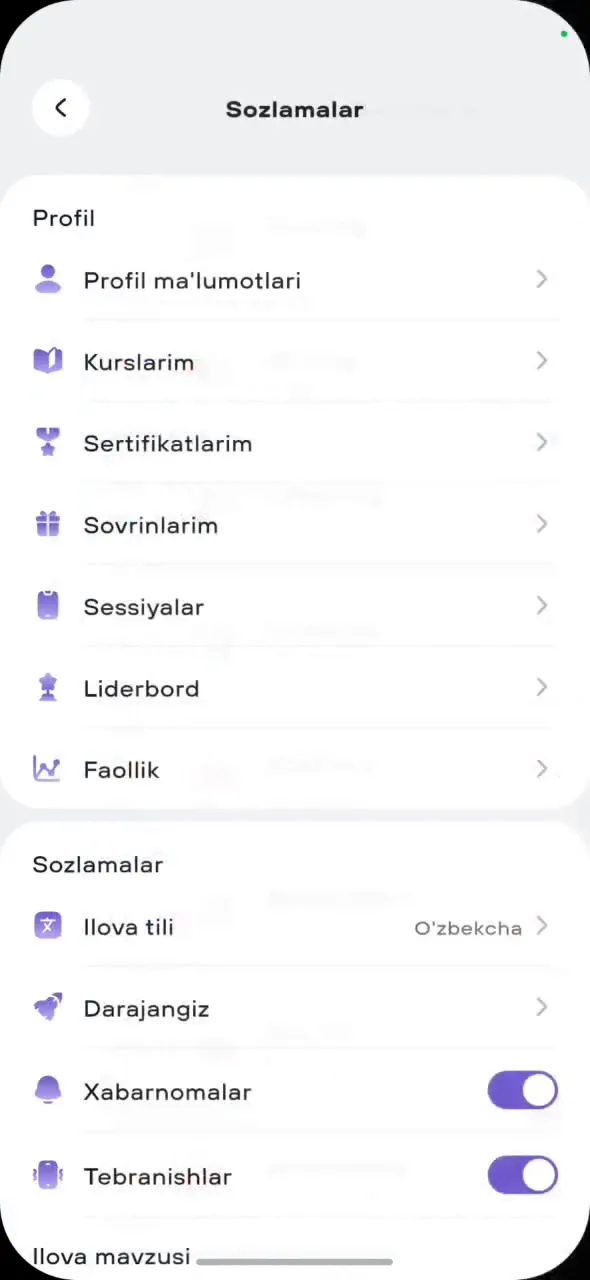 Sozlamalar
Profil
Profil ma'lumotlari
Kurslarim
Sertifikatlarim
Sovrinlarim
Sessiyalar
Liderbord
Faollik
Sozlamalar
Ilova tili O'zbekcha
Darajangiz
Xabarnomalar
Tebranishlar
Ilova mavzusi